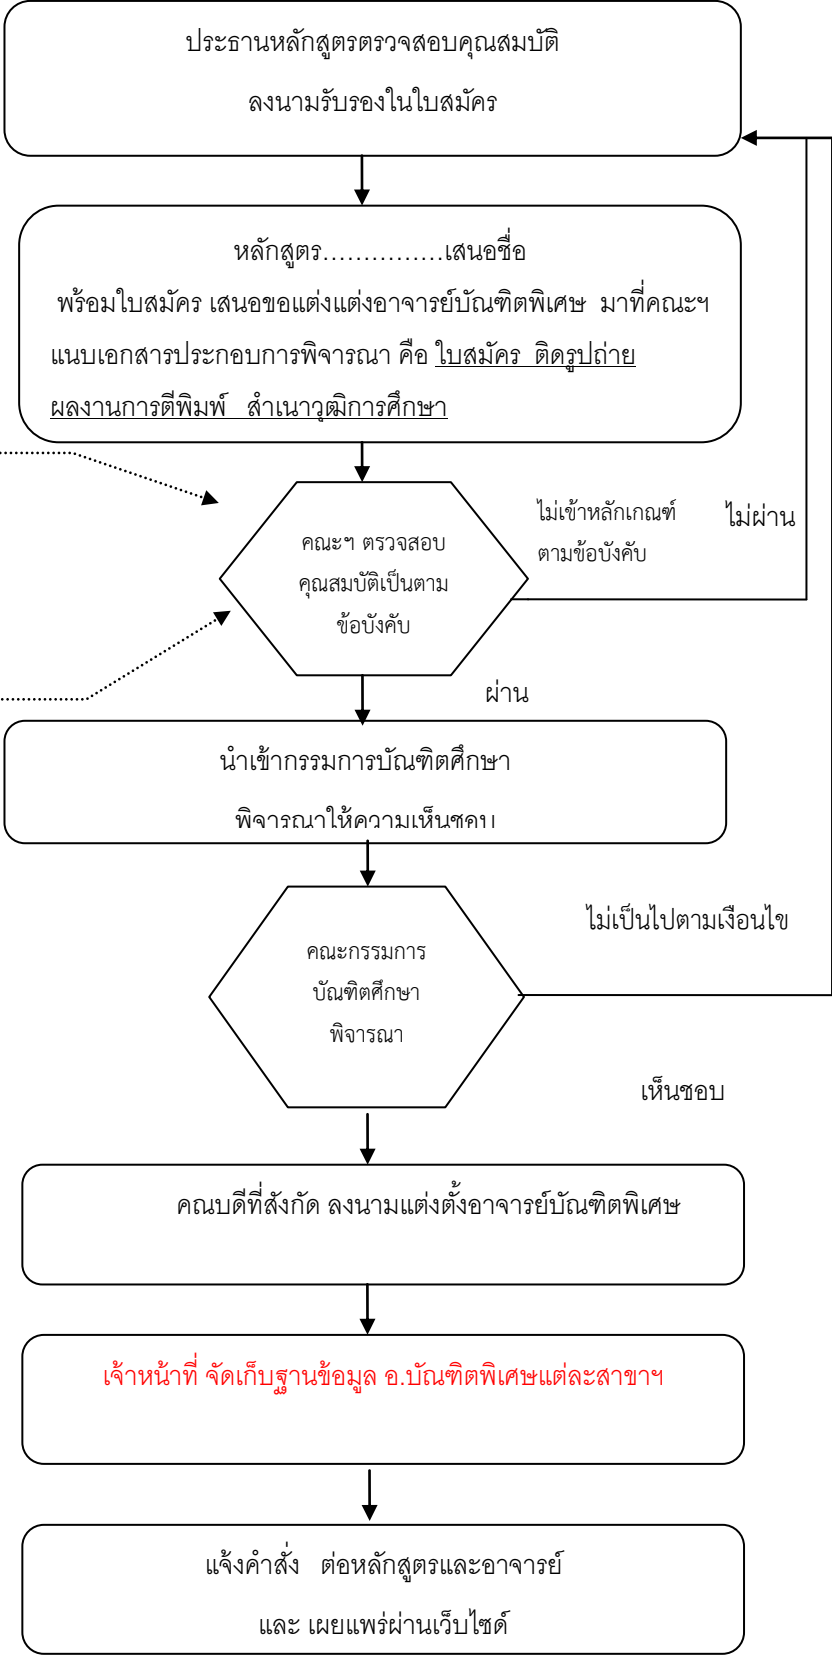 ประธานหลักสูตรตรวจสอบคุณสมบัติ
ลงนามรับรองในใบสมัคร
หลักสูตร...............เสนอชื่อ
พร้อมใบสมัคร เสนอขอแต่งแต่งอาจารย์บัณฑิตพิเศษ มาที่คณะฯ
แนบเอกสารประกอบการพิจารณา คือ ใบสมัคร ติดรูปถ่าย
ผลงานการตีพิมพ์ สำเนาวุฒิการศึกษา
ไม่เข้าหลักเกณฑ์
ตามข้อบังคับ
ไม่ผ่าน
คณะฯ ตรวจสอบ
คุณสมบัติเป็นตาม
ข้อบังคับ
ผ่าน
นำเข้ากรรมการบัณฑิตศึกษา
พิจารณาให้ความเห็นชอบ
ไม่เป็นไปตามเงือนไข
คณะกรรมการ
บัณฑิตศึกษา
พิจารณา
เห็นชอบ
คณบดีที่สังกัด ลงนามแต่งตั้งอาจารย์บัณฑิตพิเศษ
เจ้าหน้าที่ จัดเก็บฐานข้อมูล อ.บัณฑิตพิเศษแต่ละสาขาฯ
แจ้งคำสั่ง ต่อหลักสูตรและอาจารย์
และ เผยแพร่ผ่านเว็บไซด์